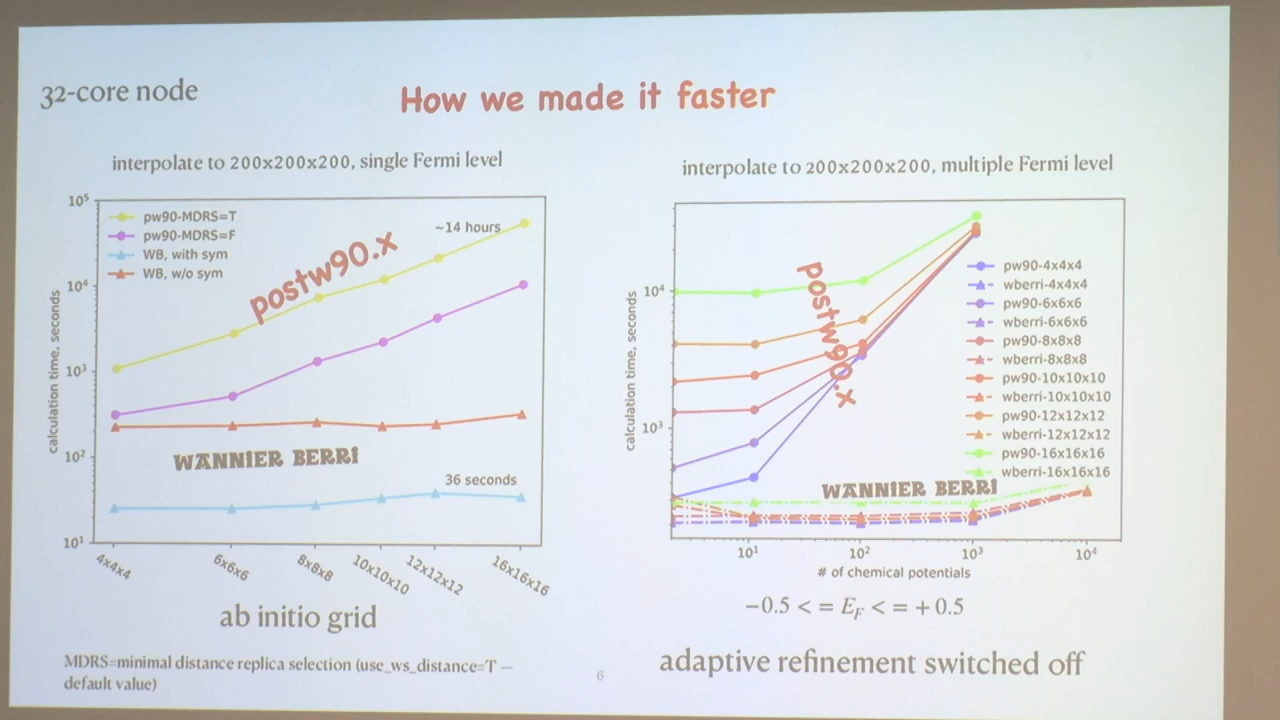 32-core node
How we made it faster
interpolate to 200x200x200, single Fermi level
10⁵
10⁴
10³
10²
10¹
calculation time, seconds
pw90-MDRS=T
pw90-MDRS=F
WB, with sym
WB, w/o sym
~14 hours
postw90.x
WANNIER BERRI
36 seconds
4x4x4
6x6x6
8x8x8
10x10x10
12x12x12
16x16x16
ab initio grid
MDRS=minimal distance replica selection (use_ws_distance=T —
default value)
6
interpolate to 200x200x200, multiple Fermi level
10⁴
10³
calculation time, seconds
postw90.x
pw90-4x4x4
wberri-4x4x4
pw90-6x6x6
wberri-6x6x6
pw90-8x8x8
wberri-8x8x8
pw90-10x10x10
wberri-10x10x10
pw90-12x12x12
wberri-12x12x12
pw90-16x16x16
wberri-16x16x16
WANNIER BERRI
10¹
10²
10³
10⁴
# of chemical potentials
−0.5 < = E_F < = + 0.5
adaptive refinement switched off